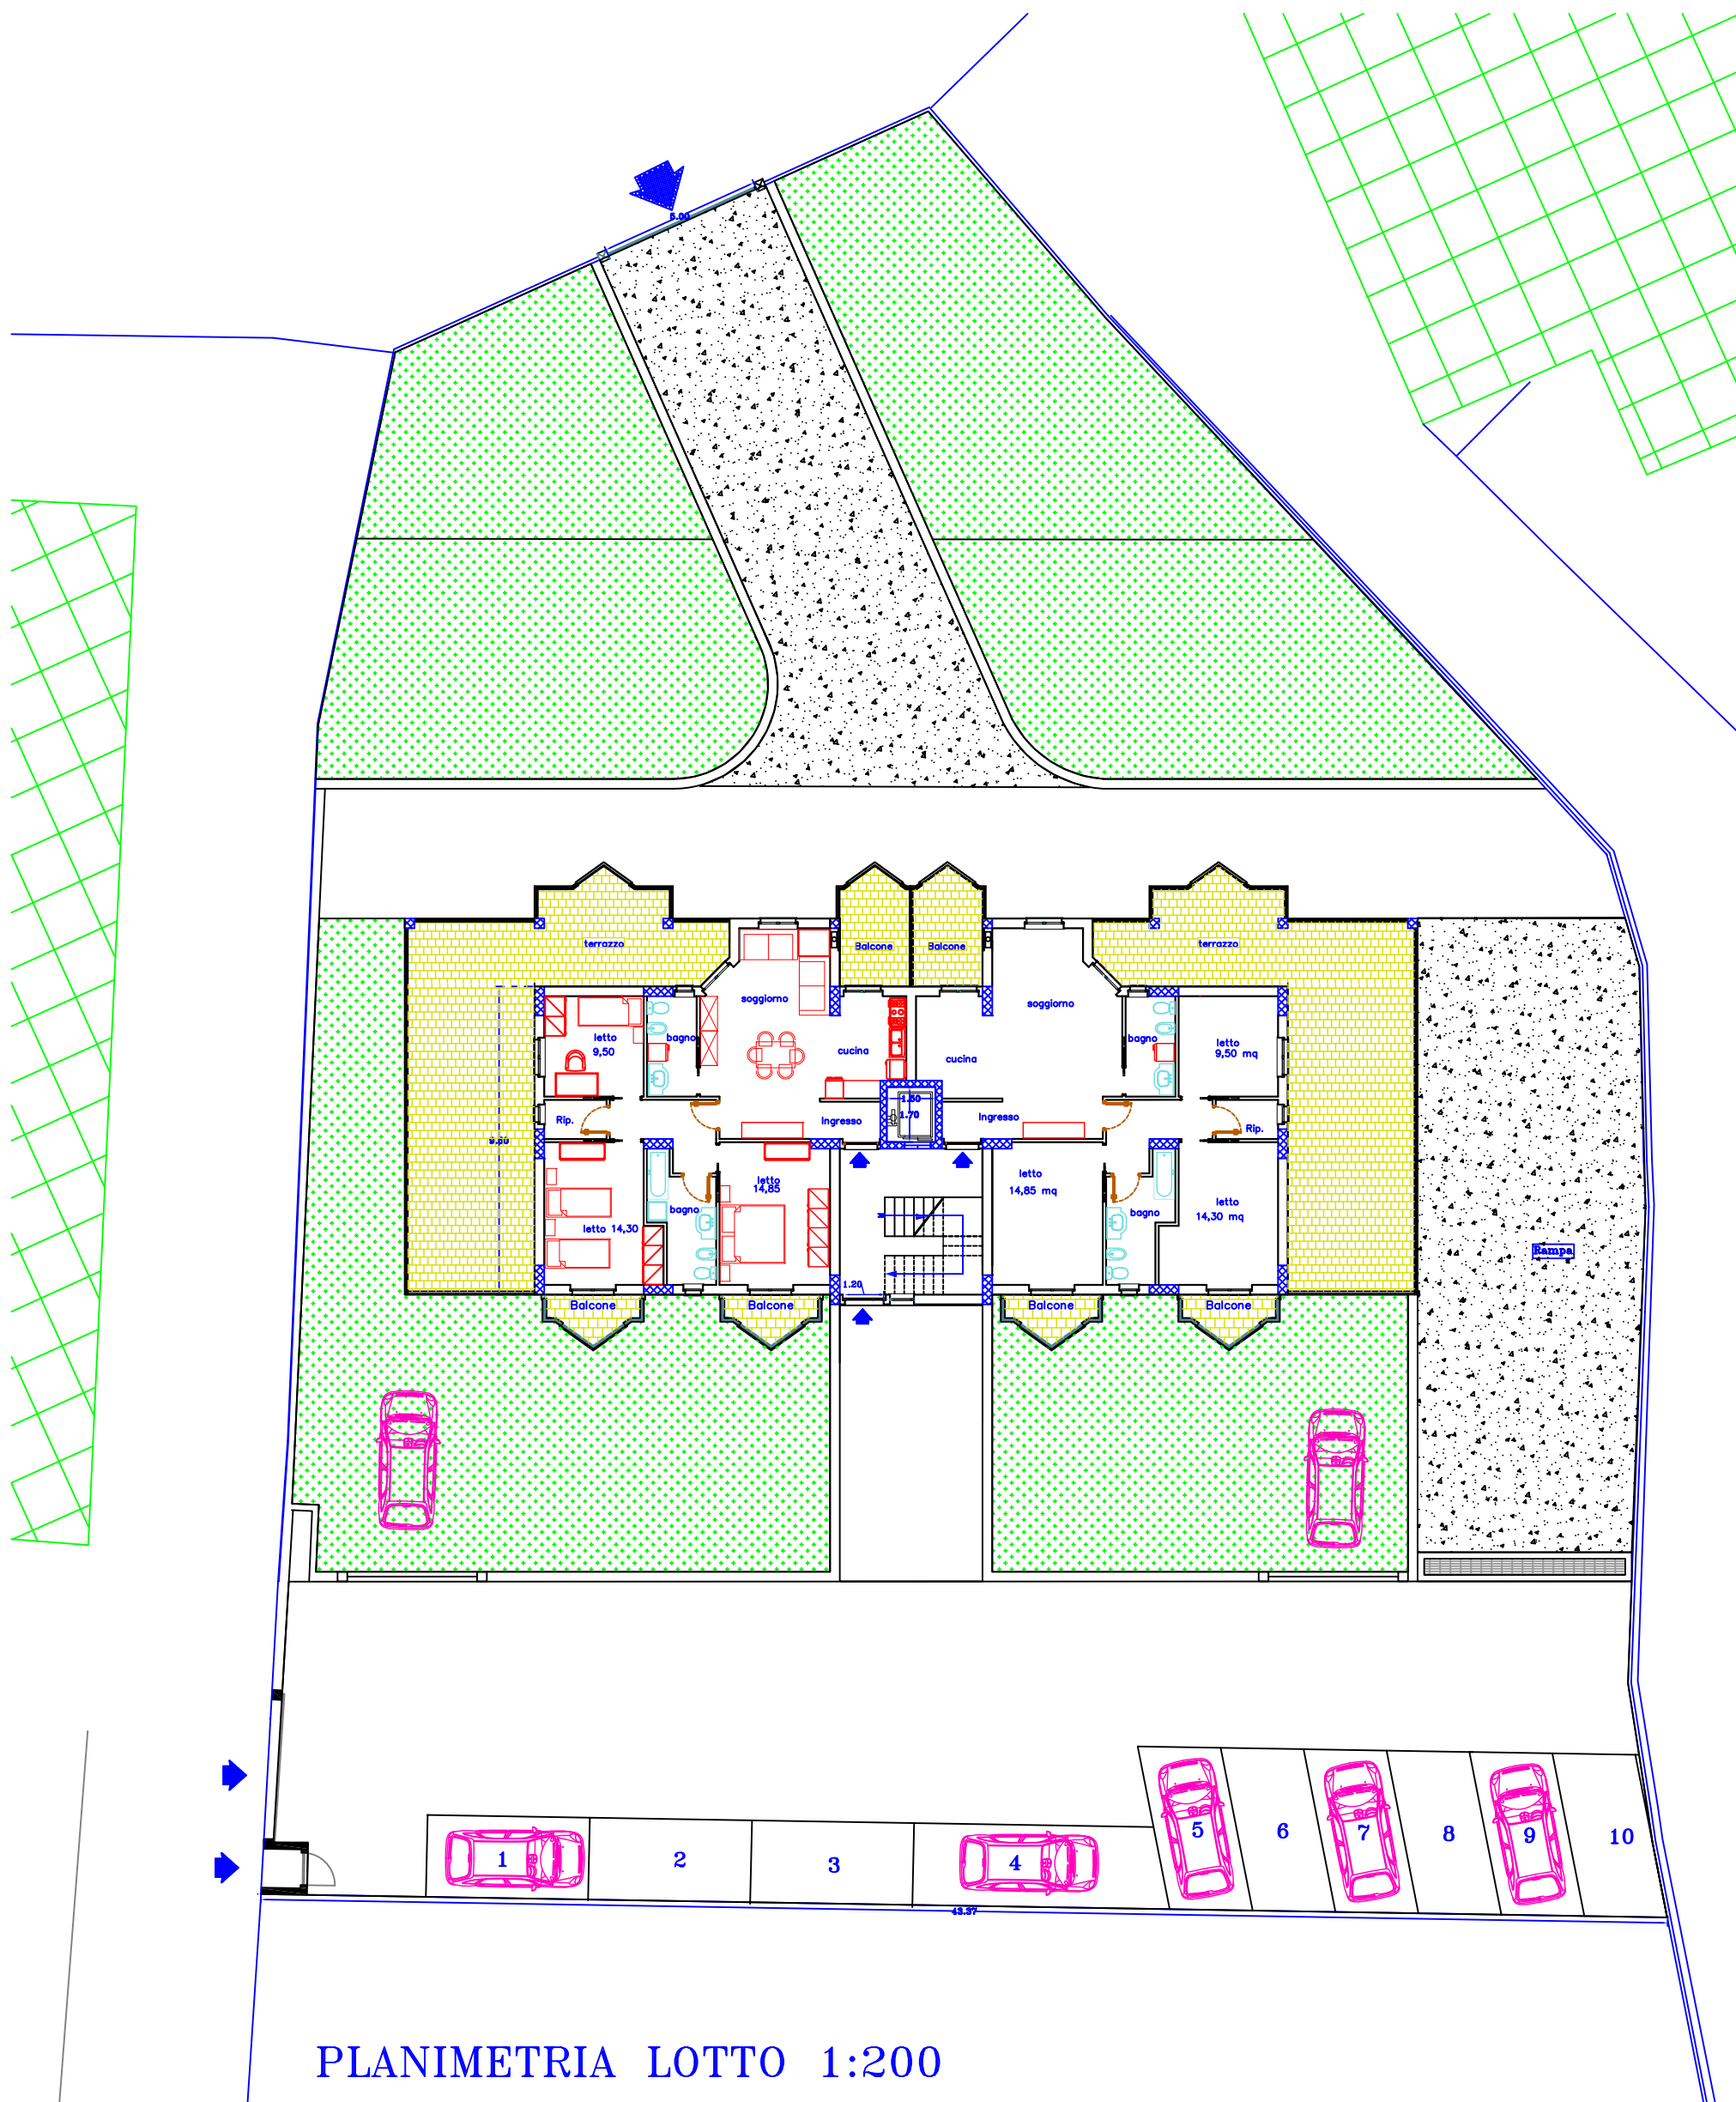 5.00
terrazzo
Balcone
Balcone
terrazzo
soggiorno
soggiorno
letto
9,50
bagno
cucina
cucina
bagno
letto
9,50 mq
Rip.
Ingresso
1.50
1.70
Ingresso
Rip.
letto
14,85
letto
14,85 mq
letto 14,30
bagno
bagno
letto
14,30 mq
Rampa
1.20
Balcone
Balcone
Balcone
Balcone
1
2
3
4
5
6
7
8
9
10
43.37
PLANIMETRIA LOTTO 1:200